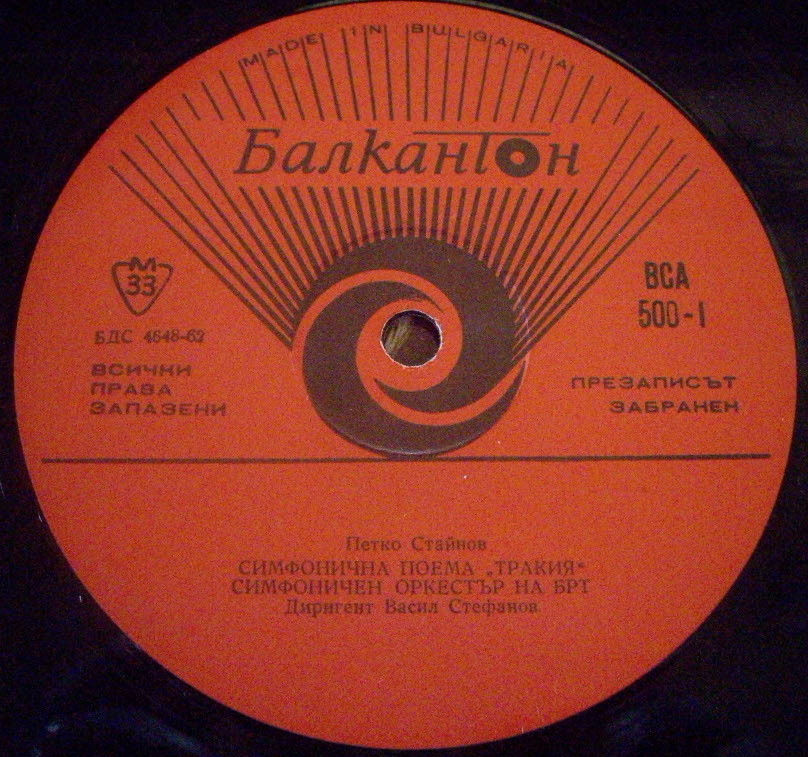 MADE IN BULGARIA
Балкантон
М
33
БДС 4648-62
ВСИЧНИ
ПРАВА
ЗАПАЗЕНИ
ВСА
500-I
ПРЕЗАПИСЪТ
ЗАБРАНЕН
Петко Стайнов
СИМФОНИЧНА ПОЕМА „ТРАКИЯ“
СИМФОНИЧЕН ОРКЕСТЪР НА БРТ
Диригент Васил Стефанов